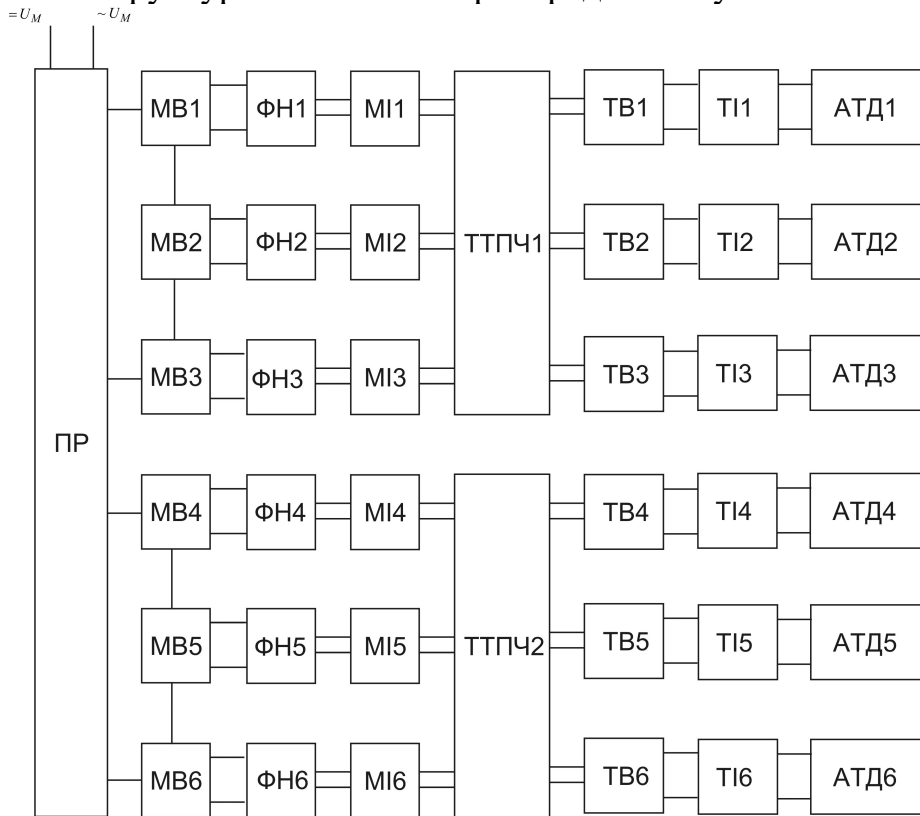 =U_M ~U_M
МВ1 ФН1 МІ1 ТВ1 ТІ1 АТД1
МВ2 ФН2 МІ2 ТТПЧ1 ТВ2 ТІ2 АТД2
МВ3 ФН3 МІ3 ТВ3 ТІ3 АТД3
ПР
МВ4 ФН4 МІ4 ТВ4 ТІ4 АТД4
МВ5 ФН5 МІ5 ТТПЧ2 ТВ5 ТІ5 АТД5
МВ6 ФН6 МІ6 ТВ6 ТІ6 АТД6